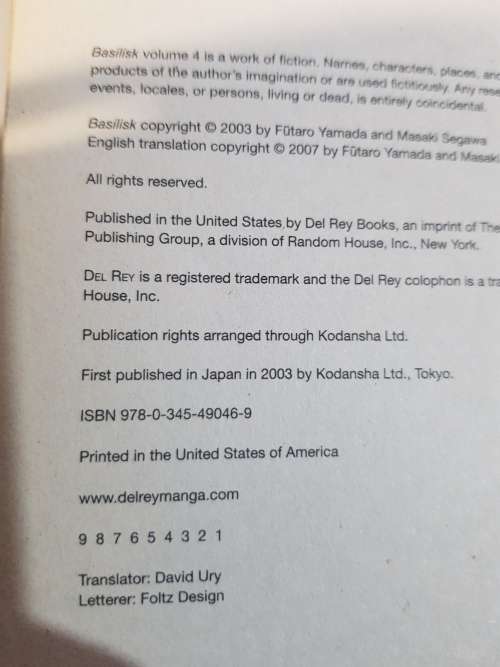 Basilisk volume 4 is a work of fiction. Names, characters, places, and
products of the author's imagination or are used fictitiously. Any
events, locales, or persons, living or dead, is entirely coincidental.
Basilisk copyright © 2003 by Fūtaro Yamada and Masaki Segawa
English translation copyright © 2007 by Fūtaro Yamada and Masaki
All rights reserved.
Published in the United States by Del Rey Books, an imprint of The
Publishing Group, a division of Random House, Inc., New York.
DEL REY is a registered trademark and the Del Rey colophon is a
House, Inc.
Publication rights arranged through Kodansha Ltd.
First published in Japan in 2003 by Kodansha Ltd., Tokyo.
ISBN 978-0-345-49046-9
Printed in the United States of America
www.delreymanga.com
9 8 7 6 5 4 3 2 1
Translator: David Ury
Letterer: Foltz Design